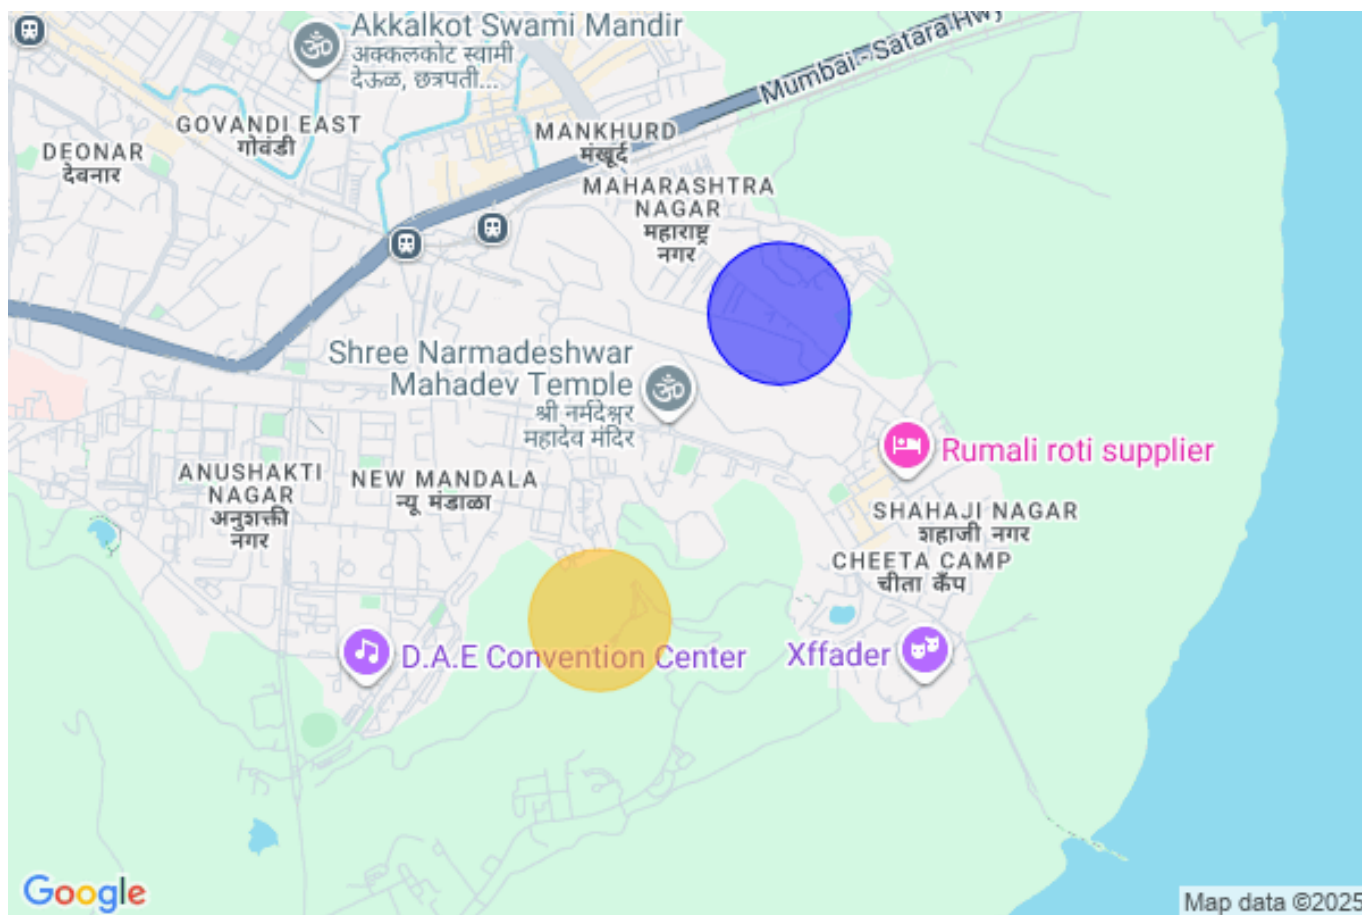 Akkalkot Swami Mandir
अक्कलकोट स्वामी
देऊळ, छत्रपती...
Mumbai - Satara Hwy
GOVANDI EAST
गोवंडी
MANKHURD
मंखूर्द
DEONAR
देवनार
MAHARASHTRA
NAGAR
महाराष्ट्र
नगर
Shree Narmadeshwar
Mahadev Temple
श्री नर्मदेश्वर
महादेव मंदिर
Rumali roti supplier
ANUSHAKTI
NAGAR
अनुशक्ती
नगर
NEW MANDALA
न्यू मंडाळा
SHAHAJI NAGAR
शहाजी नगर
CHEETA CAMP
चीता कॅंप
D.A.E Convention Center
Xffader
Google
Map data ©2025